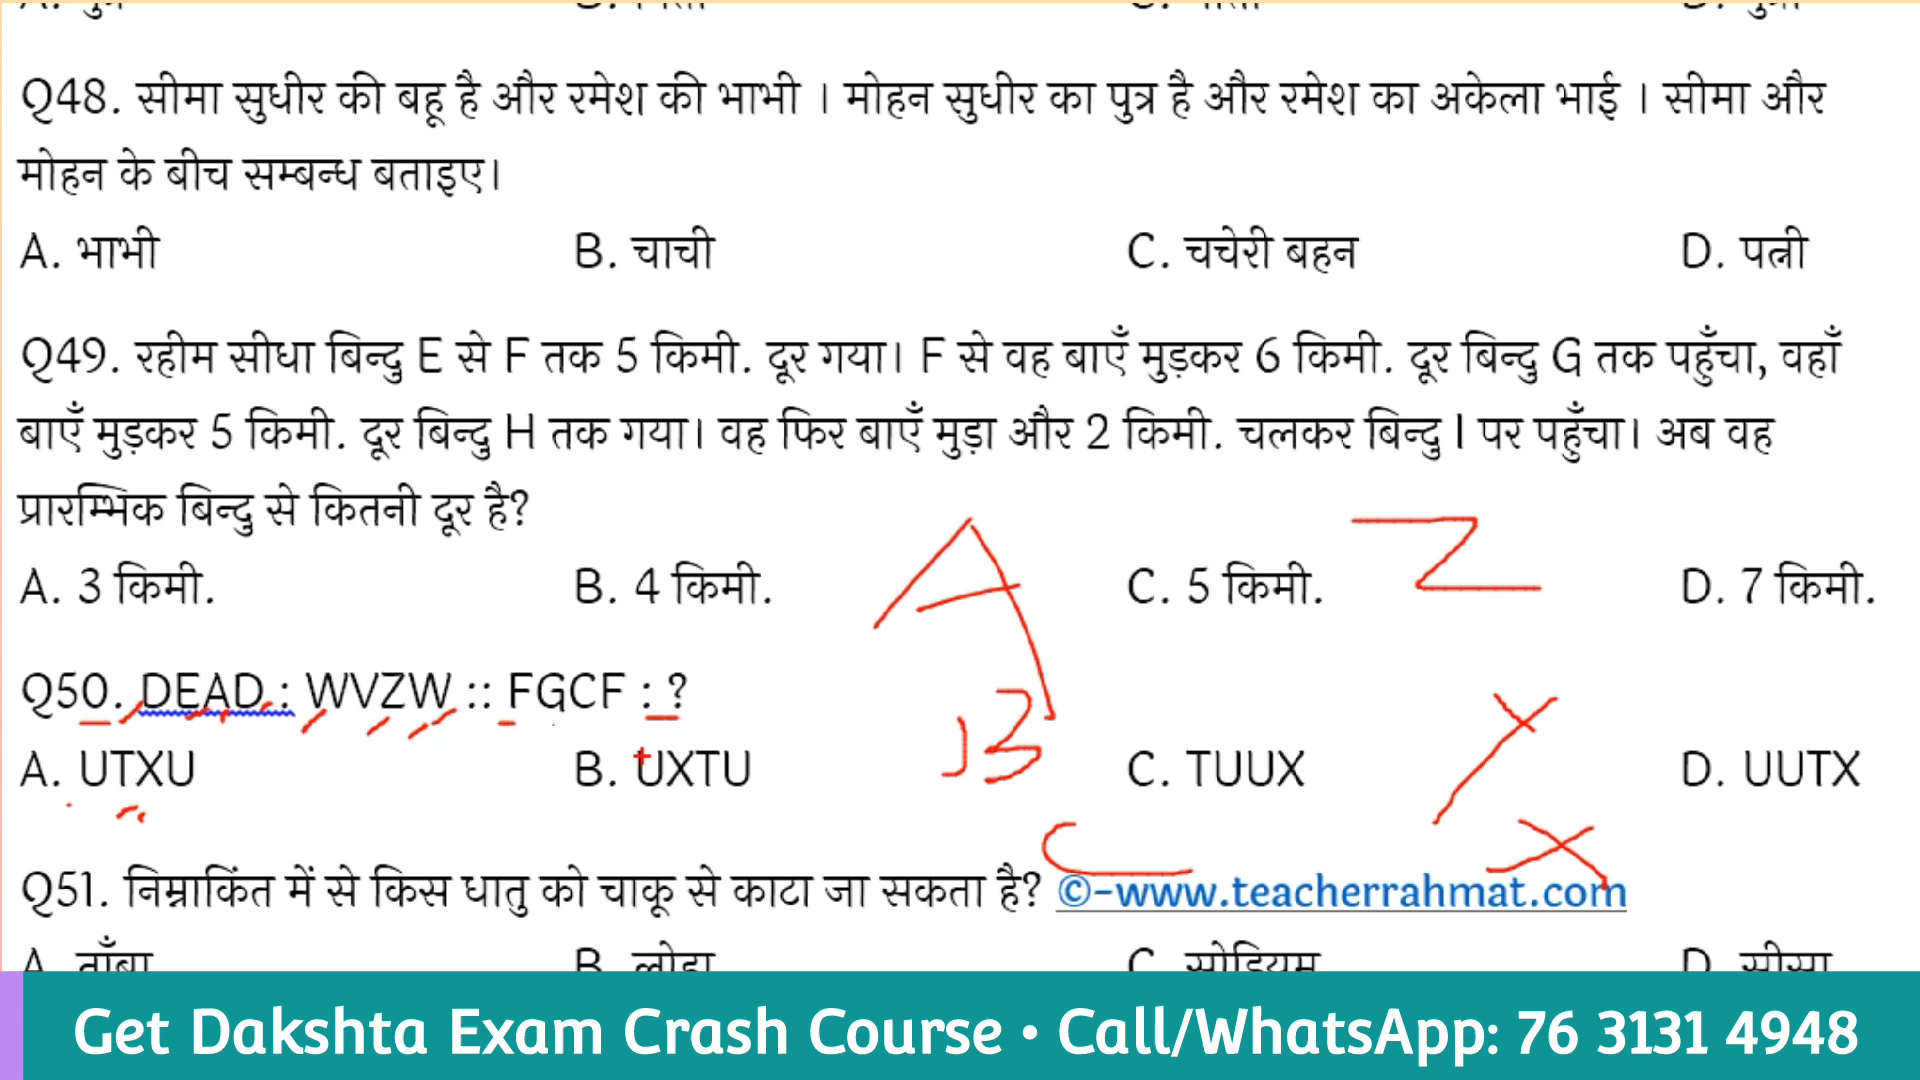 Q48. सीमा सुधीर की बहू है और रमेश की भाभी । मोहन सुधीर का पुत्र है और रमेश का अकेला भाई । सीमा और
मोहन के बीच सम्बन्ध बताइए।
A. भाभी B. चाची C. चचेरी बहन D. पत्नी
Q49. रहीम सीधा बिन्दु E से F तक 5 किमी. दूर गया। F से वह बाएँ मुड़कर 6 किमी. दूर बिन्दु G तक पहुँचा, वहाँ
बाएँ मुड़कर 5 किमी. दूर बिन्दु H तक गया। वह फिर बाएँ मुड़ा और 2 किमी. चलकर बिन्दु I पर पहुँचा। अब वह
प्रारम्भिक बिन्दु से कितनी दूर है?
A. 3 किमी. B. 4 किमी. C. 5 किमी. D. 7 किमी.
A Z
Q50. DEAD : WVZW :: FGCF : ?
B Y
A. UTXU B. UXTU C. TUUX D. UUTX
C X
Q51. निम्नाकिंत में से किस धातु को चाकू से काटा जा सकता है? ©-www.teacherrahmat.com
A. ताँबा B. लोहा C. सोडियम D. सीसा
Get Dakshta Exam Crash Course • Call/WhatsApp: 76 3131 4948